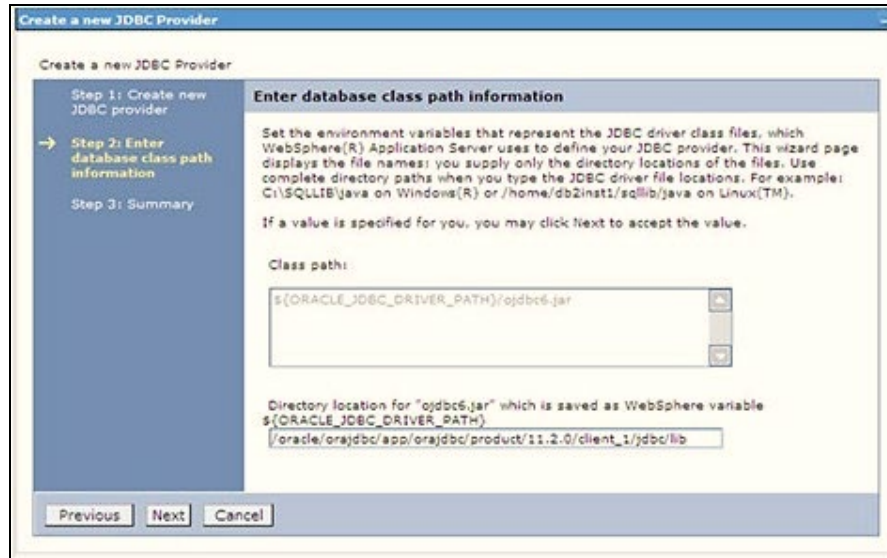 Create a new JDBC Provider
Create a new JDBC Provider
Step 1: Create new
JDBC provider
Step 2: Enter
database class path
information
Step 3: Summary
Enter database class path information
Set the environment variables that represent the JDBC driver class files, which
WebSphere(R) Application Server uses to define your JDBC provider. This wizard page
displays the file names; you supply only the directory locations of the files. Use
complete directory paths when you type the JDBC driver file locations. For example:
C:\SQLLIB\java on Windows(R) or /home/db2inst1/sqllib/java on Linux(TM).
If a value is specified for you, you may click Next to accept the value.
Class path:
${ORACLE_JDBC_DRIVER_PATH}/ojdbc6.jar
Directory location for "ojdbc6.jar" which is saved as WebSphere variable
${ORACLE_JDBC_DRIVER_PATH}
/oracle/orajdbc/app/orajdbc/product/11.2.0/client_1/jdbc/lib
Previous Next Cancel